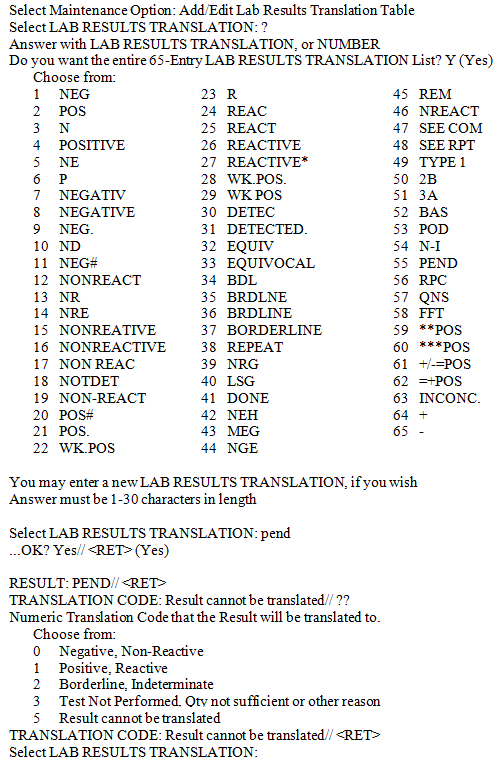 Select Maintenance Option: Add/Edit Lab Results Translation Table
Select LAB RESULTS TRANSLATION: ?
Answer with LAB RESULTS TRANSLATION, or NUMBER
Do you want the entire 65-Entry LAB RESULTS TRANSLATION List? Y (Yes)
Choose from:
1 NEG 23 R 45 REM
2 POS 24 REAC 46 NREACT
3 N 25 REACT 47 SEE COM
4 POSITIVE 26 REACTIVE 48 SEE RPT
5 NE 27 REACTIVE* 49 TYPE 1
6 P 28 WK.POS. 50 2B
7 NEGATIV 29 WK POS 51 3A
8 NEGATIVE 30 DETEC 52 BAS
9 NEG. 31 DETECTED. 53 POD
10 ND 32 EQUIV 54 N-I
11 NEG# 33 EQUIVOCAL 55 PEND
12 NONREACT 34 BDL 56 RPC
13 NR 35 BRDLNE 57 QNS
14 NRE 36 BRDLINE 58 FFT
15 NONREATIVE 37 BORDERLINE 59 **POS
16 NONREACTIVE 38 REPEAT 60 ***POS
17 NON REAC 39 NRG 61 +/-=POS
18 NOTDET 40 LSG 62 =+POS
19 NON-REACT 41 DONE 63 INCONC.
20 POS# 42 NEH 64 +
21 POS. 43 MEG 65 -
22 WK.POS 44 NGE
You may enter a new LAB RESULTS TRANSLATION, if you wish
Answer must be 1-30 characters in length
Select LAB RESULTS TRANSLATION: pend
...OK? Yes// <RET> (Yes)
RESULT: PEND// <RET>
TRANSLATION CODE: Result cannot be translated// ??
Numeric Translation Code that the Result will be translated to.
Choose from:
0 Negative, Non-Reactive
1 Positive, Reactive
2 Borderline, Indeterminate
3 Test Not Performed, Qty not sufficient or other reason
5 Result cannot be translated
TRANSLATION CODE: Result cannot be translated// <RET>
Select LAB RESULTS TRANSLATION: